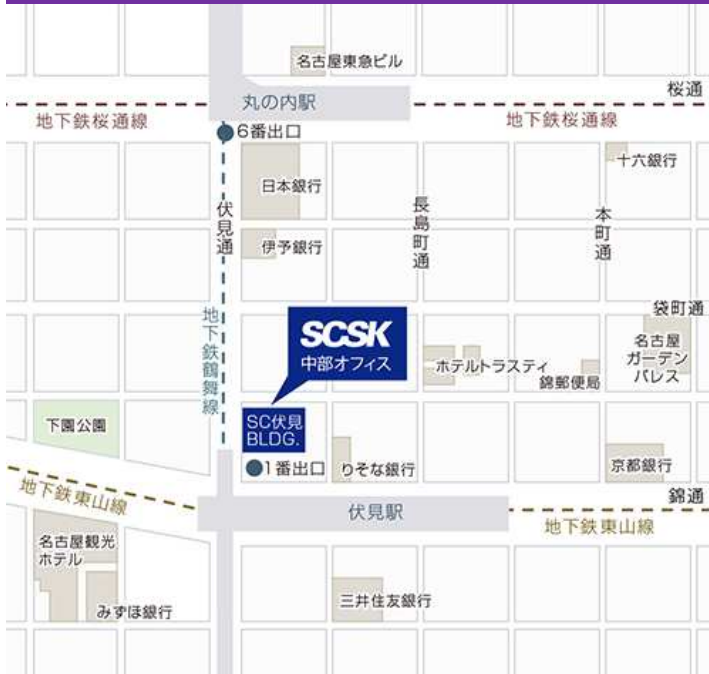 名古屋東急ビル
桜通
丸の内駅
地下鉄桜通線
地下鉄桜通線
6番出口
十六銀行
日本銀行
伏見通
長島町通
本町通
伊予銀行
袋町通
地下鉄鶴舞線
SCSK
中部オフィス
名古屋
ガーデン
パレス
ホテルトラスティ
錦郵便局
下園公園
SC伏見
BLDG.
1番出口
りそな銀行
京都銀行
地下鉄東山線
錦通
伏見駅
地下鉄東山線
名古屋観光
ホテル
みずほ銀行
三井住友銀行